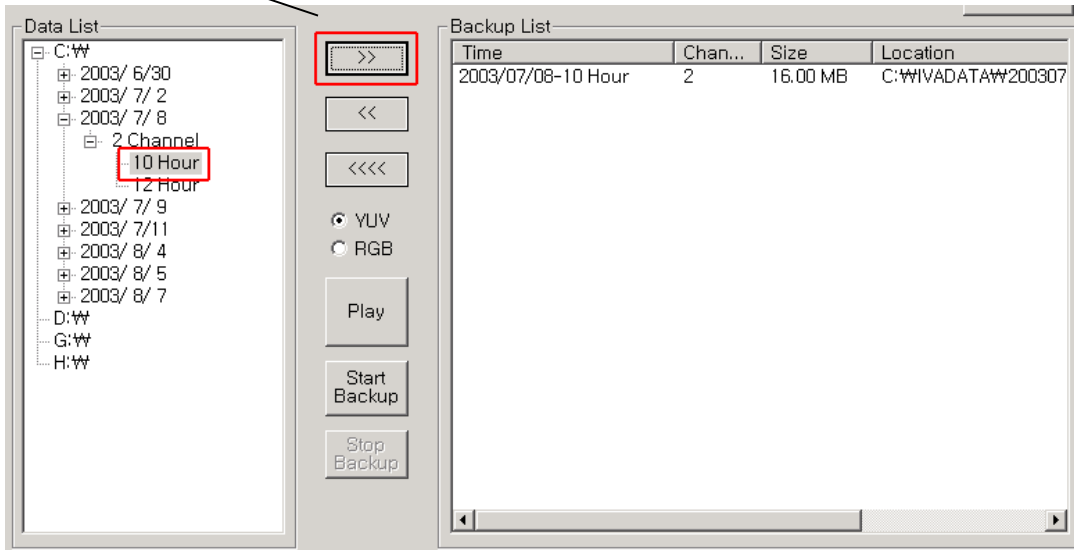 Data List
C:₩
2003/ 6/30
2003/ 7/ 2
2003/ 7/ 8
2 Channel
10 Hour
12 Hour
2003/ 7/ 9
2003/ 7/11
2003/ 8/ 4
2003/ 8/ 5
2003/ 8/ 7
D:₩
G:₩
H:₩
>>
<<
<<<<
YUV
RGB
Play
Start
Backup
Stop
Backup
Backup List
Time Chan... Size Location
2003/07/08-10 Hour 2 16.00 MB C:₩IVADATA₩200307